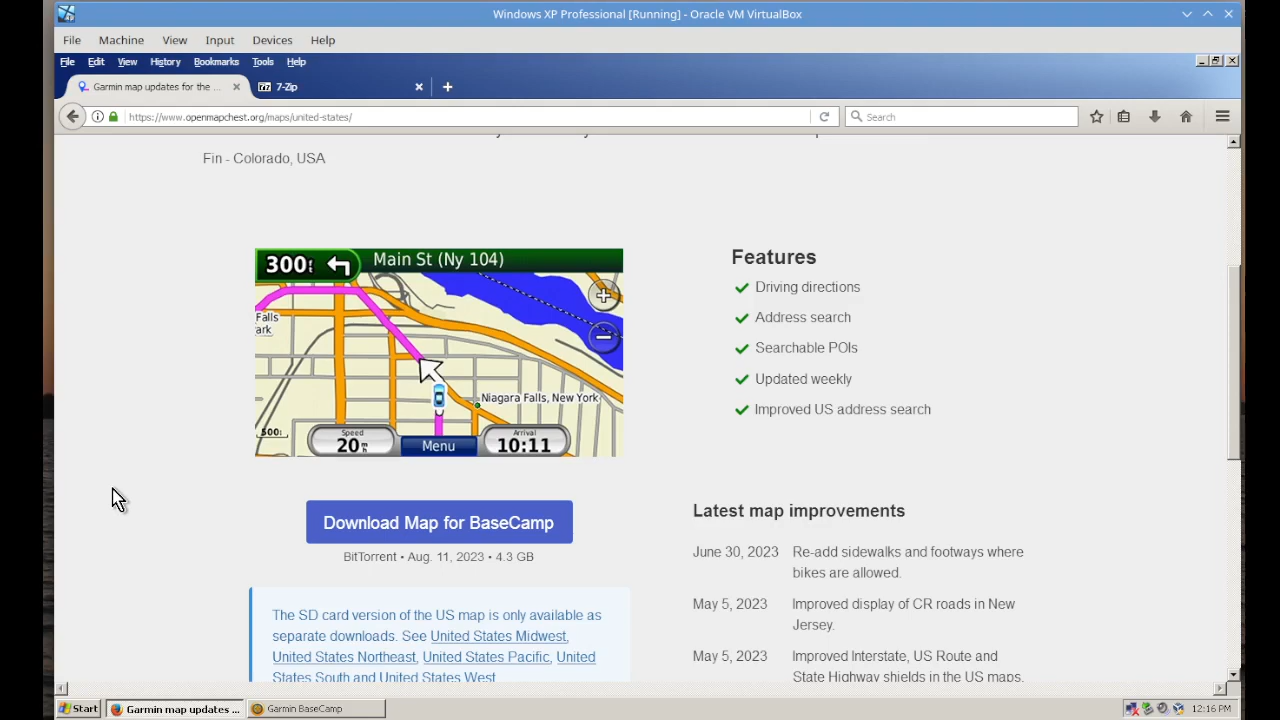 Windows XP Professional [Running] - Oracle VM VirtualBox
File Machine View Input Devices Help
File Edit View History Bookmarks Tools Help
Garmin map updates for the ...
7-Zip
https://www.openmapchest.org/maps/united-states/
Search
Fin - Colorado, USA
300
Main St (Ny 104)
Falls
ark
Niagara Falls, New York
500
Speed
20
Menu
Arrival
10:11
Features
Driving directions
Address search
Searchable POIs
Updated weekly
Improved US address search
Download Map for BaseCamp
BitTorrent • Aug. 11, 2023 • 4.3 GB
The SD card version of the US map is only available as
separate downloads. See United States Midwest,
United States Northeast, United States Pacific, United
States South and United States West
Latest map improvements
June 30, 2023 Re-add sidewalks and footways where
bikes are allowed.
May 5, 2023 Improved display of CR roads in New
Jersey.
May 5, 2023 Improved Interstate, US Route and
State Highway shields in the US maps.
Start
Garmin map updates ...
Garmin BaseCamp
12:16 PM